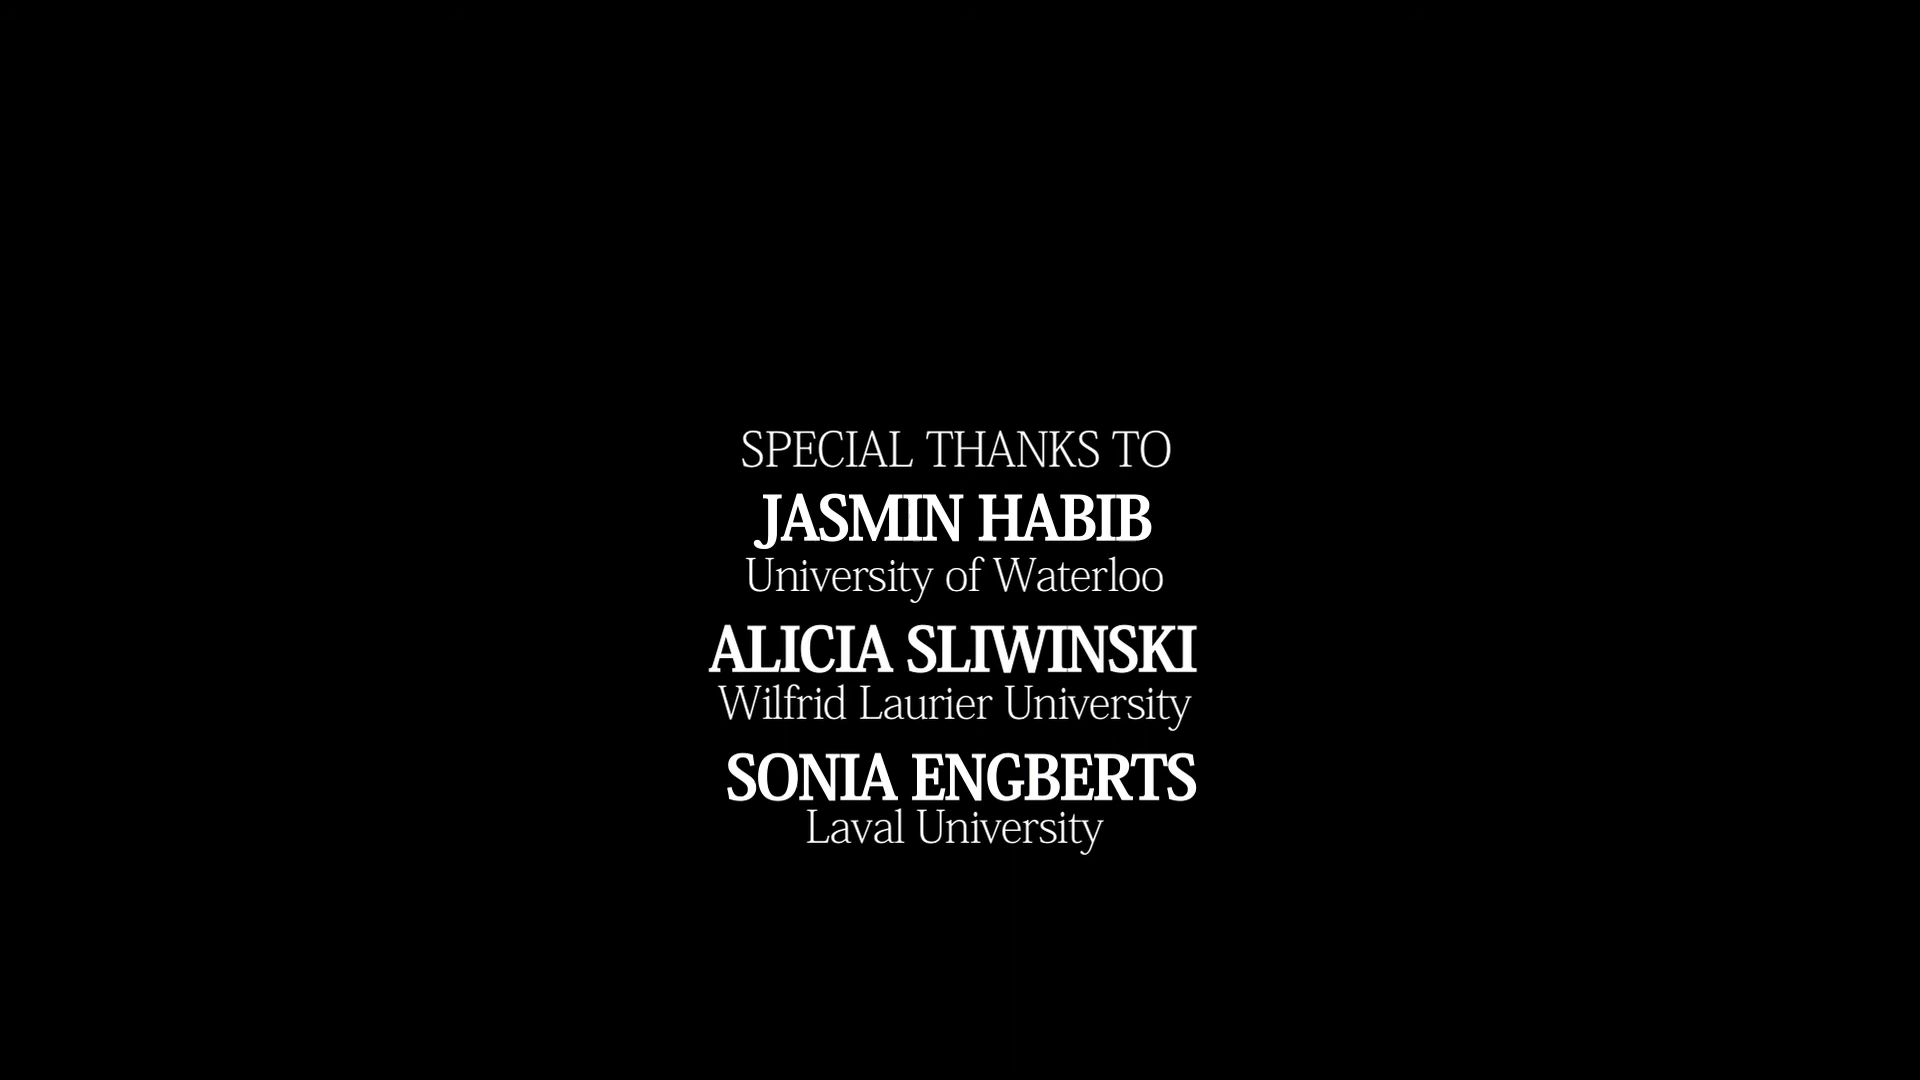 SPECIAL THANKS TO
JASMIN HABIB
University of Waterloo
ALICIA SLIWINSKI
Wilfrid Laurier University
SONIA ENGBERTS
Laval University